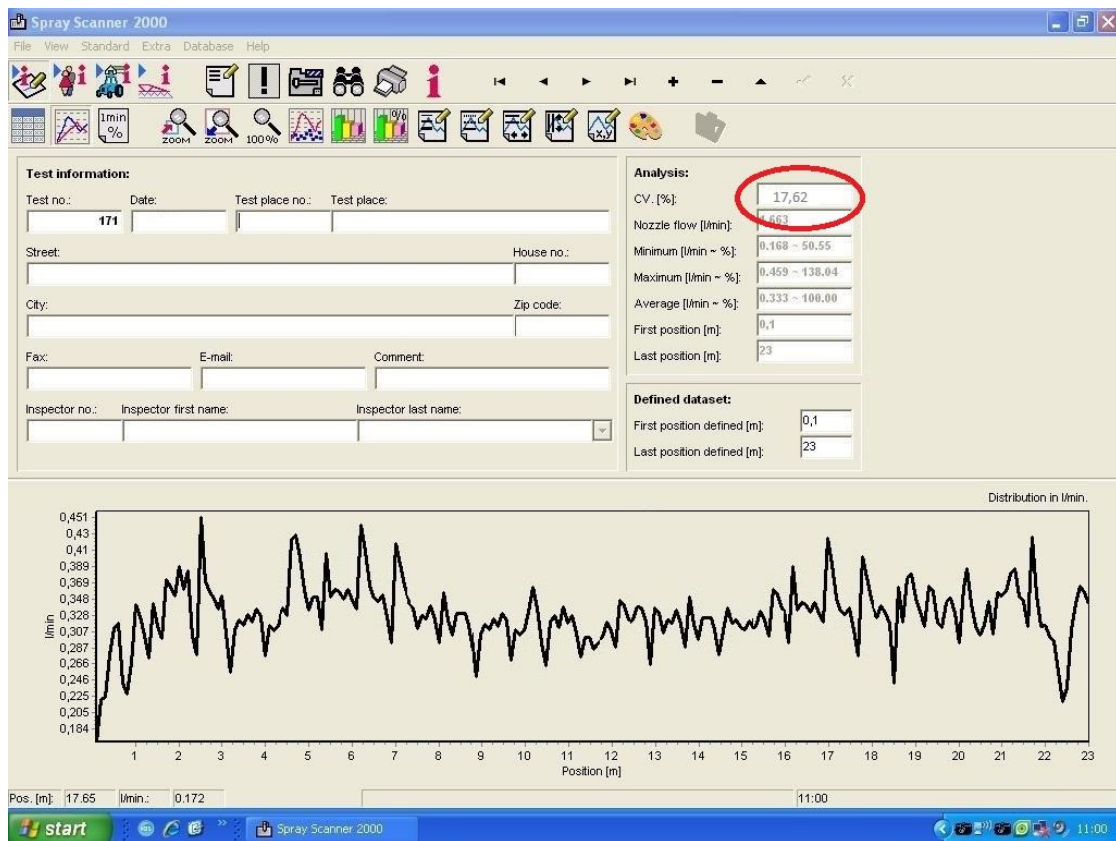 Spray Scanner 2000
File View Standard Extra Database Help
1min
%
ZOOM ZOOM 100% % x,y
Test information:
Test no.: Date: Test place no.: Test place:
171
Street: House no.:
City: Zip code:
Fax: E-mail: Comment:
Inspector no.: Inspector first name: Inspector last name:
Analysis:
CV. [%]: 17,62
Nozzle flow [l/min]: 1.663
Minimum [l/min ~ %]: 0.168 ~ 50.55
Maximum [l/min ~ %]: 0.459 ~ 138.04
Average [l/min ~ %]: 0.333 ~ 100.00
First position [m]: 0,1
Last position [m]: 23
Defined dataset:
First position defined [m]: 0,1
Last position defined [m]: 23
Distribution in l/min.
0,451
0,43
0,41
0,389
0,369
0,348
0,328
0,307
0,287
0,266
0,246
0,225
0,205
0,184
l/min
1 2 3 4 5 6 7 8 9 10 11 12 13 14 15 16 17 18 19 20 21 22 23
Position [m]
Pos. [m]: 17.65 l/min.: 0.172 11:00
start Spray Scanner 2000 11:00